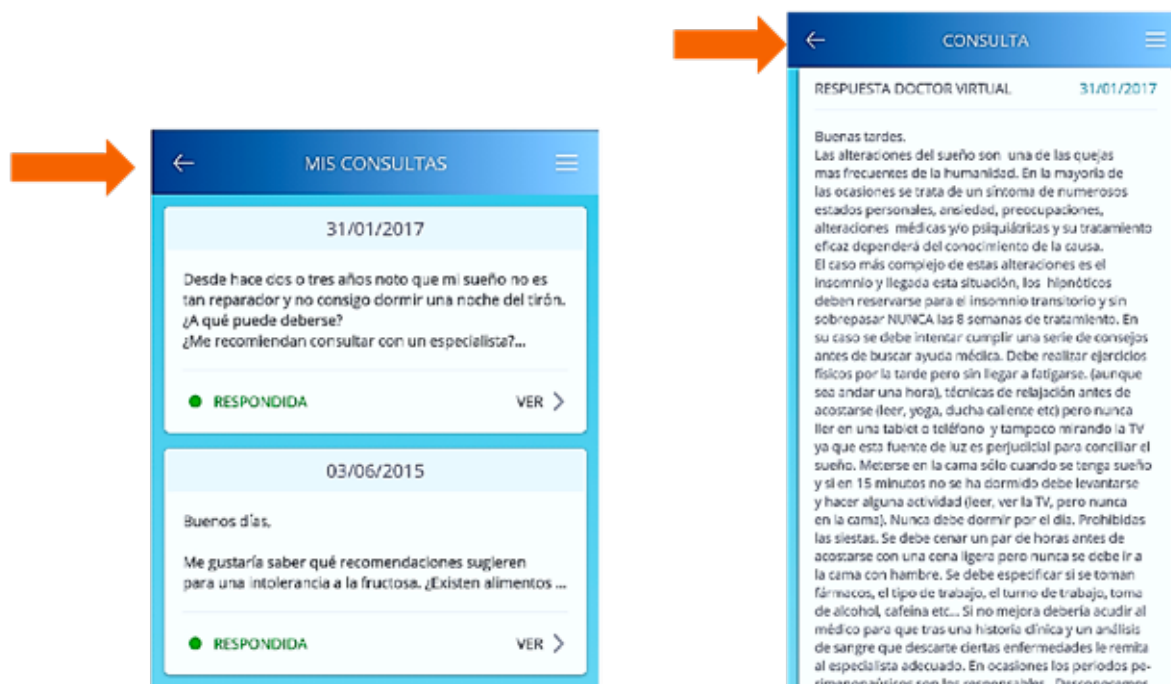 MIS CONSULTAS
31/01/2017
Desde hace dos o tres años noto que mi sueño no es
tan reparador y no consigo dormir una noche del tirón.
¿A qué puede deberse?
¿Me recomiendan consultar con un especialista?...
RESPONDIDA VER
03/06/2015
Buenos días,
Me gustaría saber qué recomendaciones sugieren
para una intolerancia a la fructosa. ¿Existen alimentos ...
RESPONDIDA VER
CONSULTA
RESPUESTA DOCTOR VIRTUAL 31/01/2017
Buenas tardes.
Las alteraciones del sueño son una de las quejas
mas frecuentes de la humanidad. En la mayoría de
las ocasiones se trata de un síntoma de numerosos
estados personales, ansiedad, preocupaciones,
alteraciones médicas y/o psiquiátricas y su tratamiento
eficaz dependerá del conocimiento de la causa.
El caso más complejo de estas alteraciones es el
insomnio y llegada esta situación, los hipnóticos
deben reservarse para el insomnio transitorio y sin
sobrepasar NUNCA las 8 semanas de tratamiento. En
su caso se debe intentar cumplir una serie de consejos
antes de buscar ayuda médica. Debe realizar ejercicios
físicos por la tarde pero sin llegar a fatigarse. (aunque
sea andar una hora), técnicas de relajación antes de
acostarse (leer, yoga, ducha caliente etc) pero nunca
ller en una tablet o teléfono y tampoco mirando la TV
ya que esta fuente de luz es perjudicial para conciliar el
sueño. Meterse en la cama sólo cuando se tenga sueño
y si en 15 minutos no se ha dormido debe levantarse
y hacer alguna actividad (leer, ver la TV, pero nunca
en la cama). Nunca debe dormir por el día. Prohibidas
las siestas. Se debe cenar un par de horas antes de
acostarse con una cena ligera pero nunca se debe ir a
la cama con hambre. Se debe especificar si se toman
fármacos, el tipo de trabajo, el turno de trabajo, toma
de alcohol, cafeína etc... Si no mejora debería acudir al
médico para que tras una historia clínica y un análisis
de sangre que descarte ciertas enfermedades le remita
al especialista adecuado. En ocasiones los periodos pe-
rimenopaúsicos son los responsables. Desconocemos